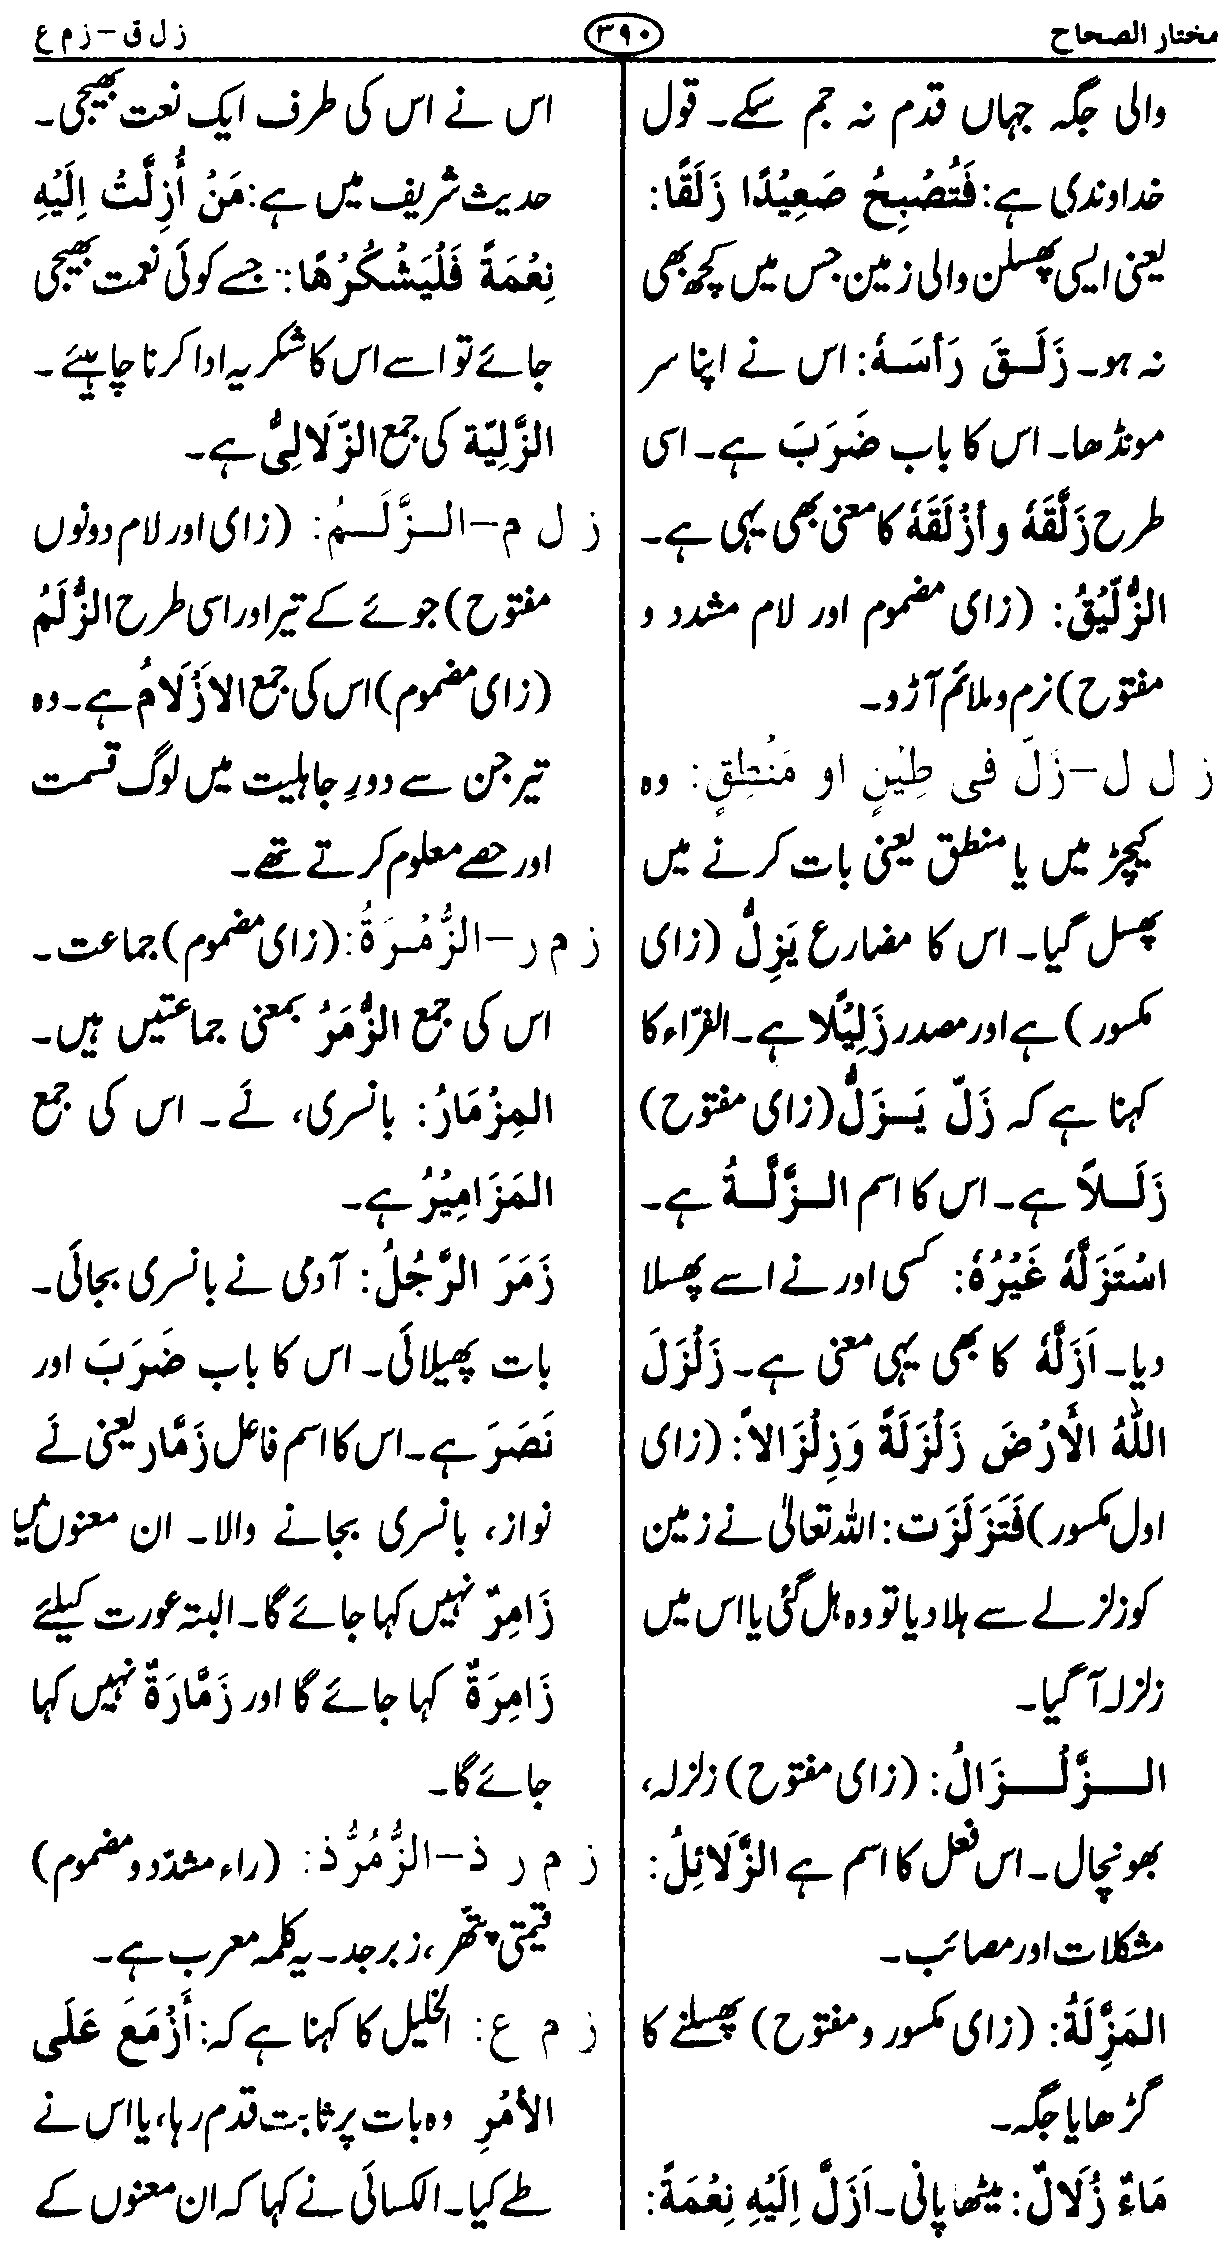 مختار الصحاح
۳۹۰
ز ل ق – ز م ع
والی جگہ جہاں قدم نہ جم سکے۔ قول
خداوندی ہے: فَتُصْبِحُ صَعِيْدًا زَلَقًا:
یعنی ایسی پھسلن والی زمین جس میں کچھ بھی
نہ ہو۔ زَلَقَ رَأسَهٗ: اس نے اپنا سر
مونڈھا۔ اس کا باب ضَرَبَ ہے۔ اسی
طرح زَلَّقَهٗ و أزْلَقَهٗ کا معنی بھی یہی ہے۔
الزُّلَّيْقُ: (زای مضموم اور لام مشدد و
مفتوح) نرم و ملائم آڑو۔
ز ل ل – زَلَّ فی طِيْنٍ او مَنْطِقٍ: وہ
کیچڑ میں یا منطق یعنی بات کرنے میں
پھسل گیا۔ اس کا مضارع يَزِلُّ (زای
مکسور) ہے اور مصدر زَلِيْلًا ہے۔ الفرّاء کا
کہنا ہے کہ زَلّ يَزَلُّ (زای مفتوح)
زَلَلاً ہے۔ اس کا اسم الزَّلَّةُ ہے۔
اسْتَزَلَّهٗ غَيْرُهٗ: کسی اور نے اسے پھسلا
دیا۔ اَزَلَّهٗ کا بھی یہی معنی ہے۔ زَلْزَلَ
اللّٰهُ الأَرْضَ زَلْزَلَةً وَزِلْزَالاً: (زای
اول مکسور) فَتَزَلْزَت: اللہ تعالیٰ نے زمین
کو زلزلے سے ہلا دیا تو وہ ہل گئی یا اس میں
زلزلہ آ گیا۔
الزَّلْزَالُ: (زای مفتوح) زلزلہ،
بھونچال۔ اس فعل کا اسم ہے الزَّلَائِلُ:
مشکلات اور مصائب۔
المَزِّلَةُ: (زای مکسور و مفتوح) پھسلنے کا
گڑھا یا جگہ۔
مَاءٌ زُلَالٌ: میٹھا پانی۔ اَزَلَّ اِلَيْهِ نِعْمَةً:
اس نے اس کی طرف ایک نعت بھیجی۔
حدیث شریف میں ہے: مَنْ أُزِلَّتْ اِلَيْهِ
نِعْمَةً فَلْيَشْكُرْهَا: جسے کوئی نعمت بھیجی
جائے تو اسے اس کا شکریہ ادا کرنا چاہیئے۔
الزَّلِيّة کی جمع الزّلَالِیُّ ہے۔
ز ل م – الزَّلَمُ: (زای اور لام دونوں
مفتوح) جوئے کے تیر اور اسی طرح الزُّلَمُ
(زای مضموم) اس کی جمع الازْلَامُ ہے۔ وہ
تیر جن سے دورِ جاہلیت میں لوگ قسمت
اور حصے معلوم کرتے تھے۔
ز م ر – الزُّمْرَةُ: (زای مضموم) جماعت۔
اس کی جمع الزُّمَرُ بمعنی جماعتیں ہیں۔
المِزْمَارُ: بانسری، نَے۔ اس کی جمع
المَزَامِيْرُ ہے۔
زَمَرَ الرَّجُلُ: آدمی نے بانسری بجائی۔
بات پھیلائی۔ اس کا باب ضَرَبَ اور
نَصَرَ ہے۔ اس کا اسم فاعل زَمَّار یعنی نَے
نواز، بانسری بجانے والا۔ ان معنوں میں
زَامِرٌ نہیں کہا جائے گا۔ البتہ عورت کیلئے
زَامِرَةٌ کہا جائے گا اور زَمَّارَةٌ نہیں کہا
جائے گا۔
ز م ر ذ – الزُّمُرُّذُ: (راء مشدّد و مضموم)
قیمتی پتھر، زبرجد۔ یہ کلمہ معرب ہے۔
ز م ع: الخلیل کا کہنا ہے کہ: أَزْمَعَ عَلَى
الأمْرِ وہ بات پر ثابت قدم رہا، یا اس نے
طے کیا۔ الکسائی نے کہا کہ ان معنوں کے